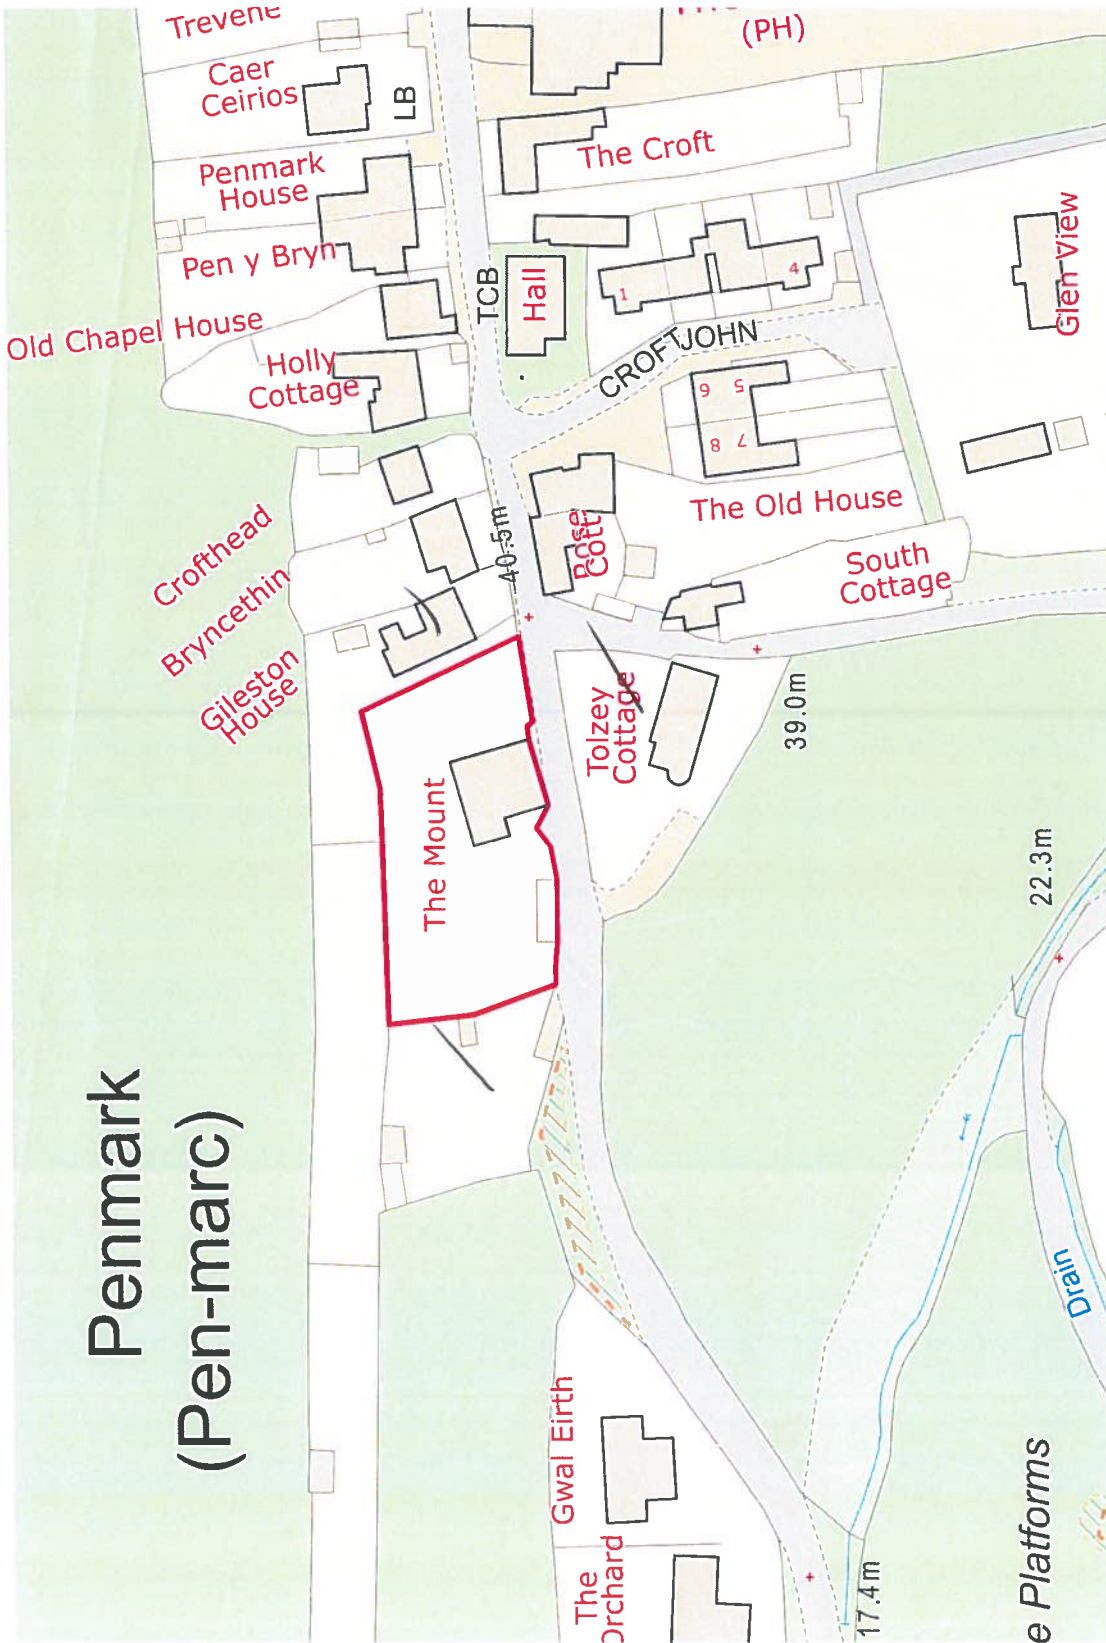 Trevene
Caer
Ceirios
LB
(PH)
Penmark
House
The Croft
Pen y Bryn
TCB
Hall
1
4
Glen View
Old Chapel House
Holly
Cottage
CROFT JOHN
6 5
8 7
The Old House
Crofthead
40.5m
Rose
Cott
South
Cottage
Bryncethin
Gileston
House
Tolzey
Cottage
39.0m
The Mount
22.3m
Penmark
(Pen-marc)
Drain
Gwal Eirth
The
Orchard
17.4m
e Platforms